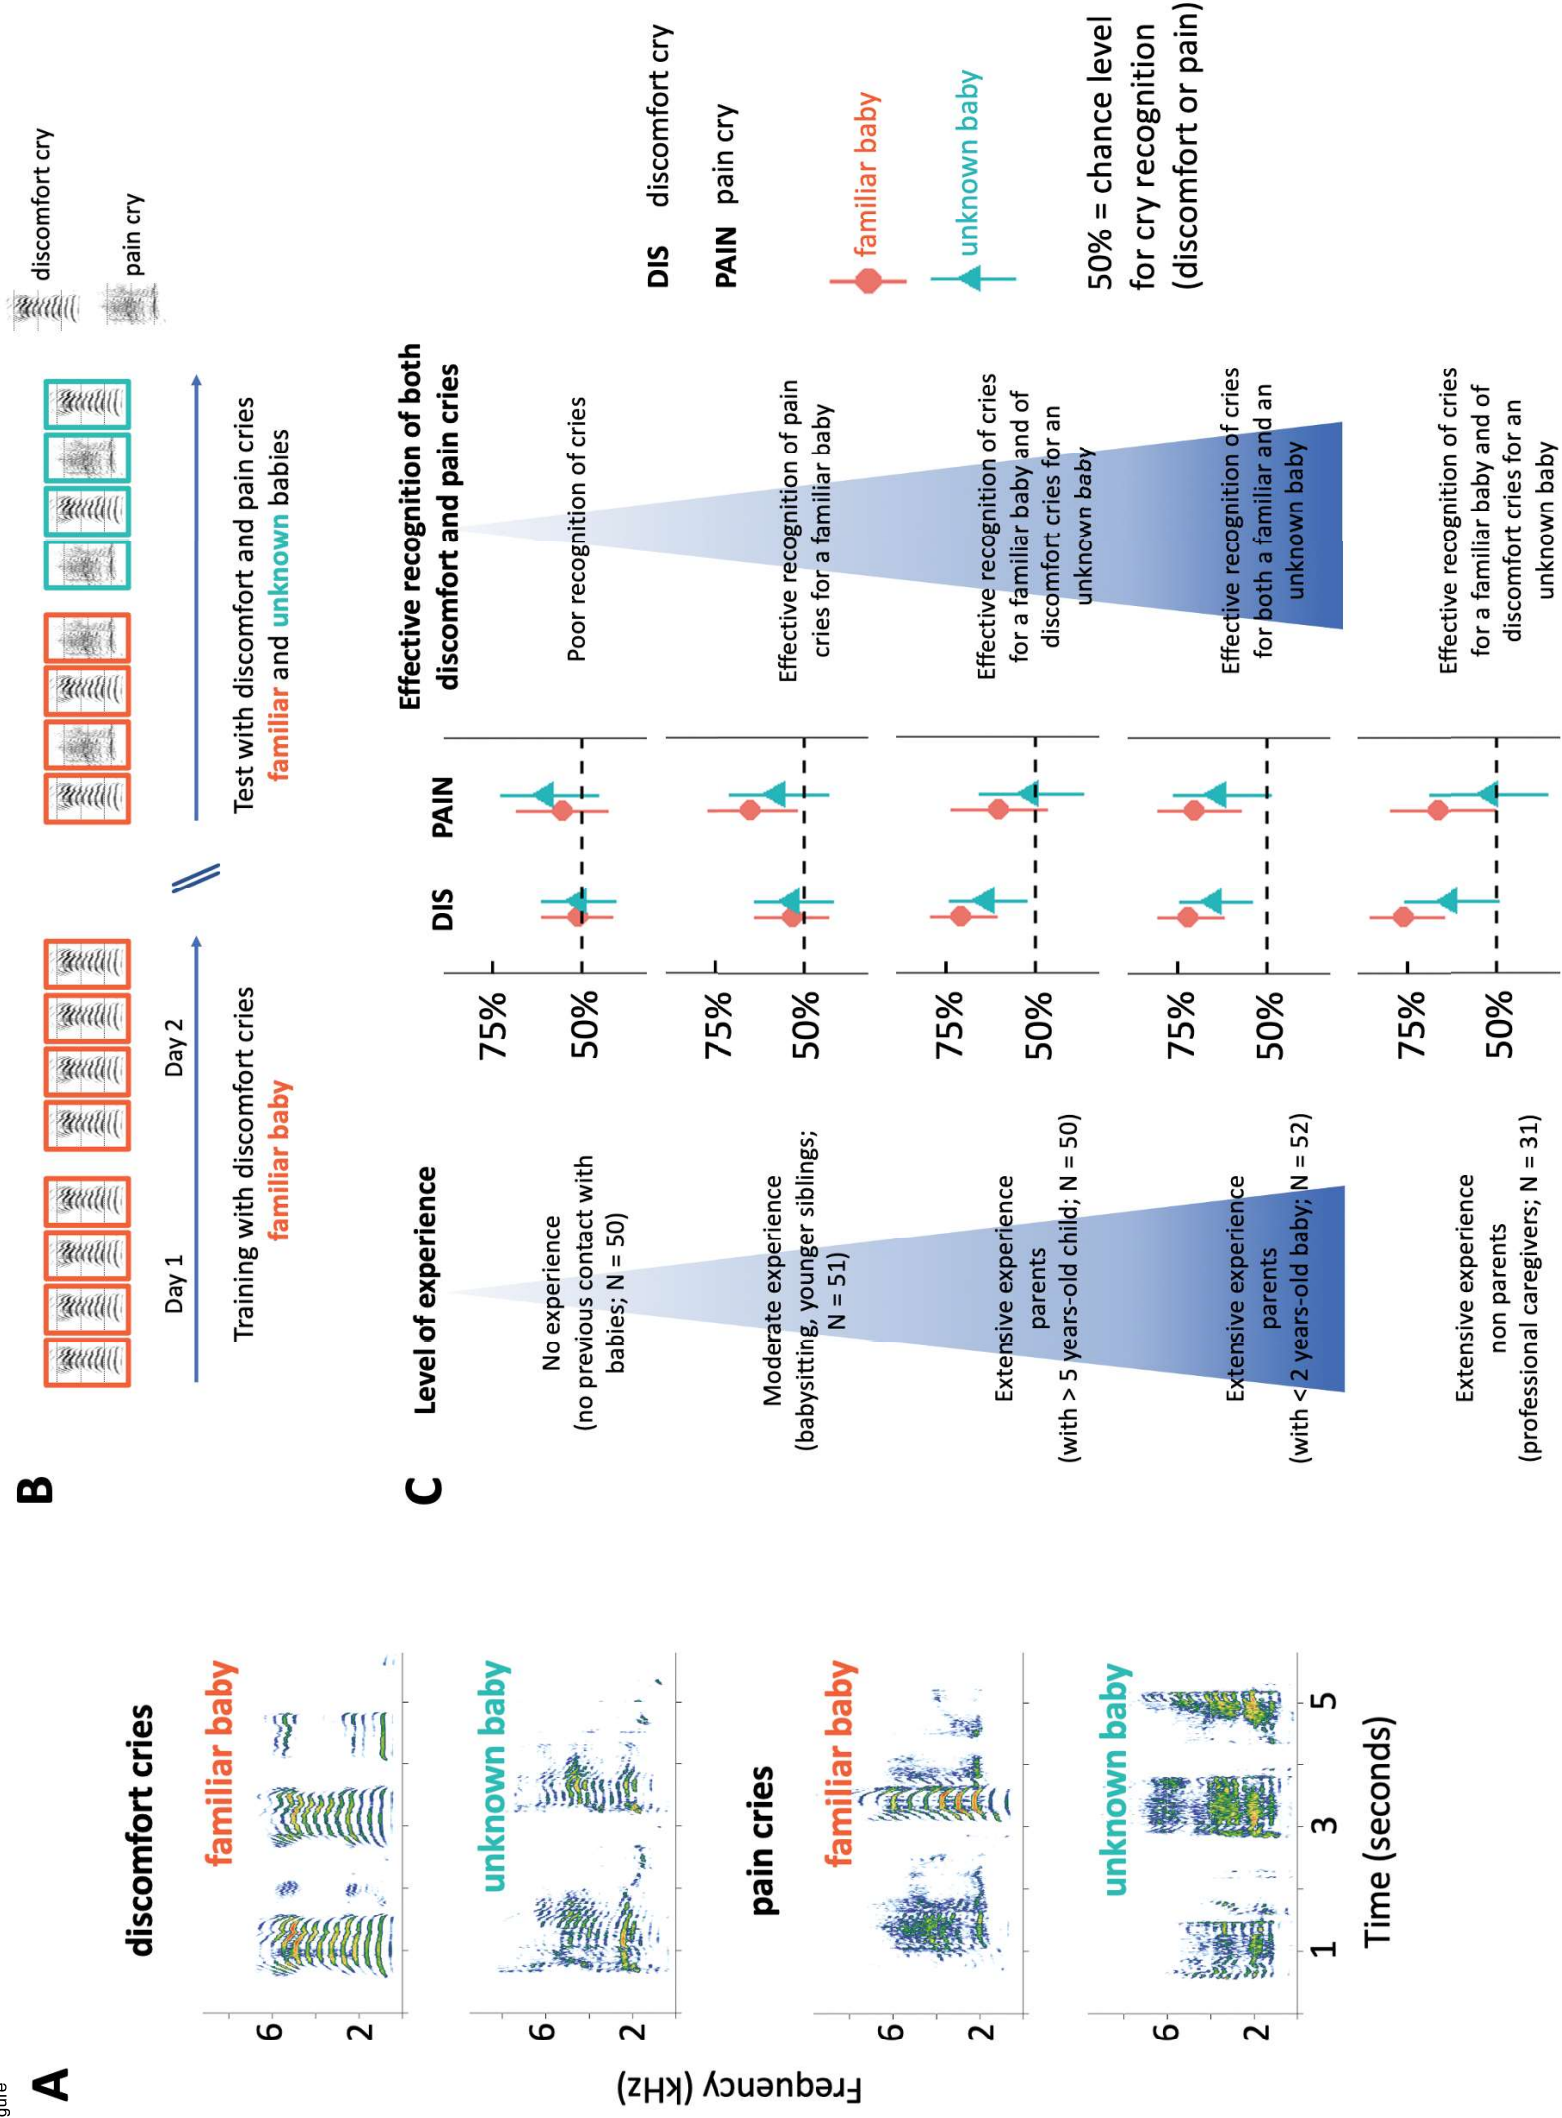 gure
A
discomfort cries
familiar baby
6
2
unknown baby
6
2
pain cries
familiar baby
6
2
unknown baby
6
2
1
3
5
Time (seconds)
Frequency (kHz)
B
Day 1
Day 2
Training with discomfort cries
familiar baby
Test with discomfort and pain cries
familiar and unknown babies
discomfort cry
pain cry
C
Level of experience
No experience
(no previous contact with
babies; N = 50)
Moderate experience
(babysitting, younger siblings;
N = 51)
Extensive experience
parents
(with > 5 years-old child; N = 50)
Extensive experience
parents
(with < 2 years-old baby; N = 52)
Extensive experience
non parents
(professional caregivers; N = 31)
DIS
PAIN
75%
50%
75%
50%
75%
50%
75%
50%
75%
50%
Effective recognition of both
discomfort and pain cries
Poor recognition of cries
Effective recognition of pain
cries for a familiar baby
Effective recognition of cries
for a familiar baby and of
discomfort cries for an
unknown baby
Effective recognition of cries
for both a familiar and an
unknown baby
Effective recognition of cries
for a familiar baby and of
discomfort cries for an
unknown baby
DIS discomfort cry
PAIN pain cry
familiar baby
unknown baby
50% = chance level
for cry recognition
(discomfort or pain)